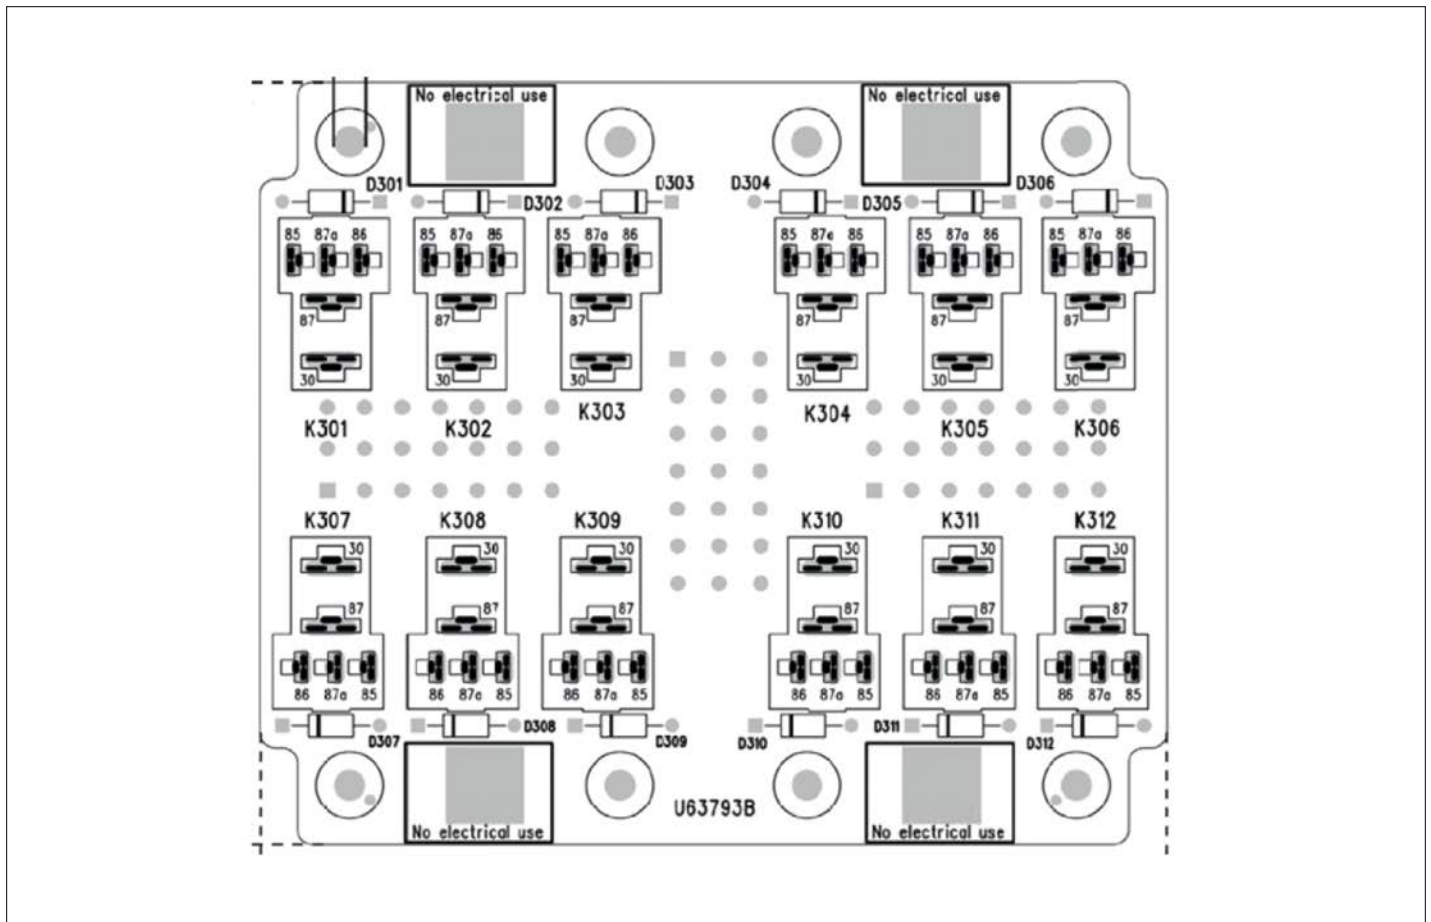 No electrical use No electrical use
D301 D302 D303 D304 D305 D306
85 87a 86 85 87a 86 85 87a 86 85 87e 86 85 87a 86 85 87a 86
87 87 87 87 87 87
30 30 30 30 30 30
K301 K302 K303 K304 K305 K306
K307 K308 K309 K310 K311 K312
30 30 30 30 30 30
87 87 87 87 87 87
86 87a 85 86 87a 85 86 87a 85 86 87a 85 86 87a 85 86 87a 85
D307 D308 D309 D310 D311 D312
U63793B
No electrical use No electrical use